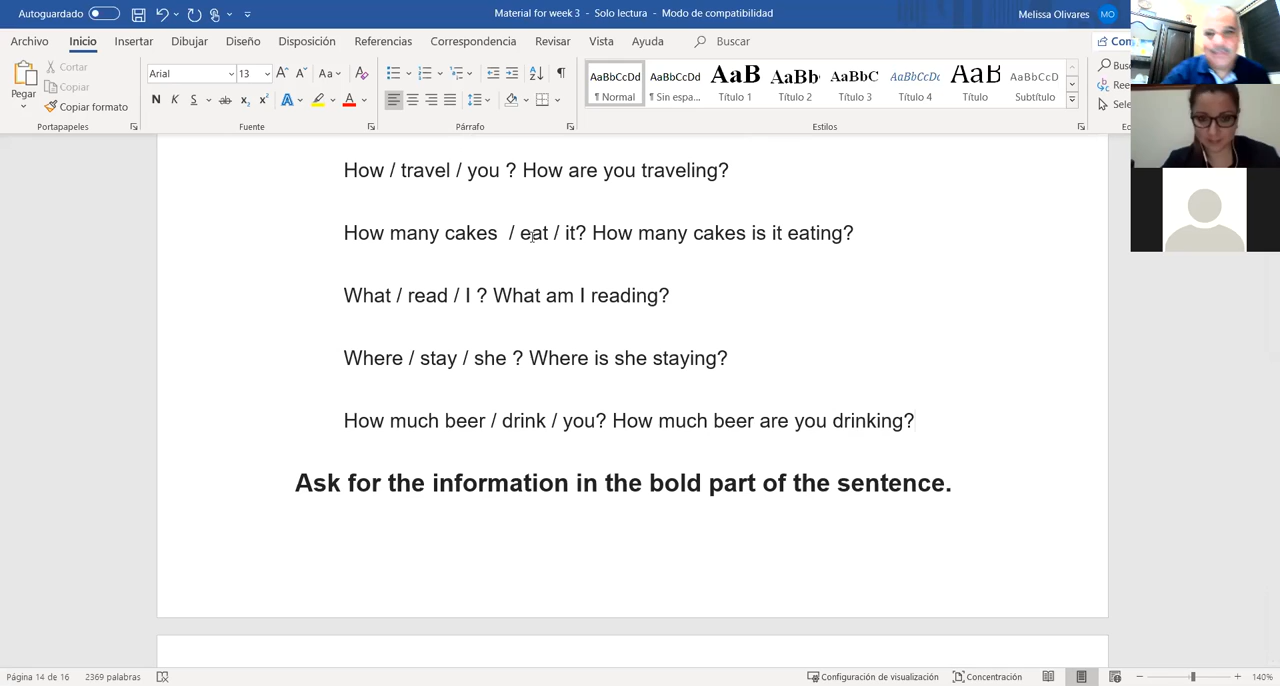 Autoguardado
Material for week 3 - Solo lectura - Modo de compatibilidad
Melissa Olivares MO
Archivo Inicio Insertar Dibujar Diseño Disposición Referencias Correspondencia Revisar Vista Ayuda Buscar
Pegar
Cortar
Copiar
Copiar formato
Portapapeles
Arial 13
Fuente
Párrafo
AaBbCcDd AaBbCcDd AaB AaBb AaBbC AaBbCcDc AaB AaBbCcD
¶ Normal ¶ Sin espa... Título 1 Título 2 Título 3 Título 4 Título Subtítulo
Estilos
How / travel / you ? How are you traveling?
How many cakes / eat / it? How many cakes is it eating?
What / read / I ? What am I reading?
Where / stay / she ? Where is she staying?
How much beer / drink / you? How much beer are you drinking?
Ask for the information in the bold part of the sentence.
Página 14 de 16 2369 palabras Configuración de visualización Concentración 140%